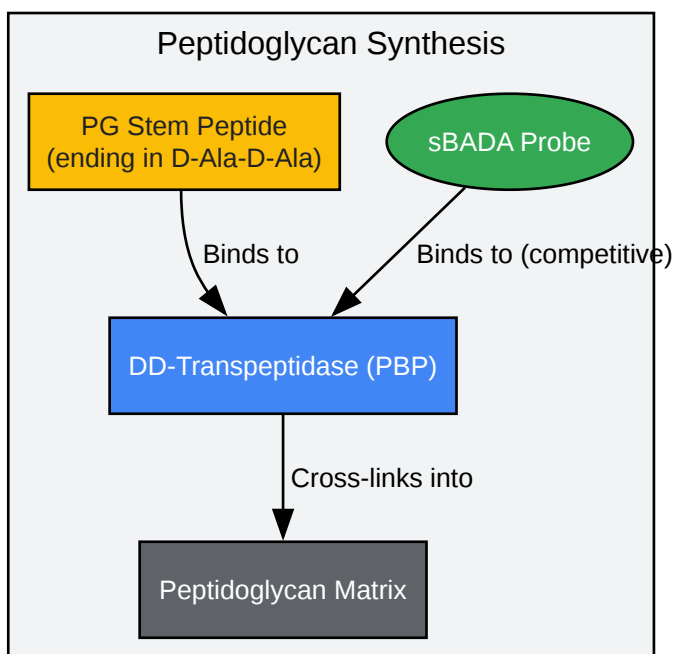 Peptidoglycan Synthesis
PG Stem Peptide
(ending in D-Ala-D-Ala)
sBADA Probe
Binds to
Binds to (competitive)
DD-Transpeptidase (PBP)
Cross-links into
Peptidoglycan Matrix